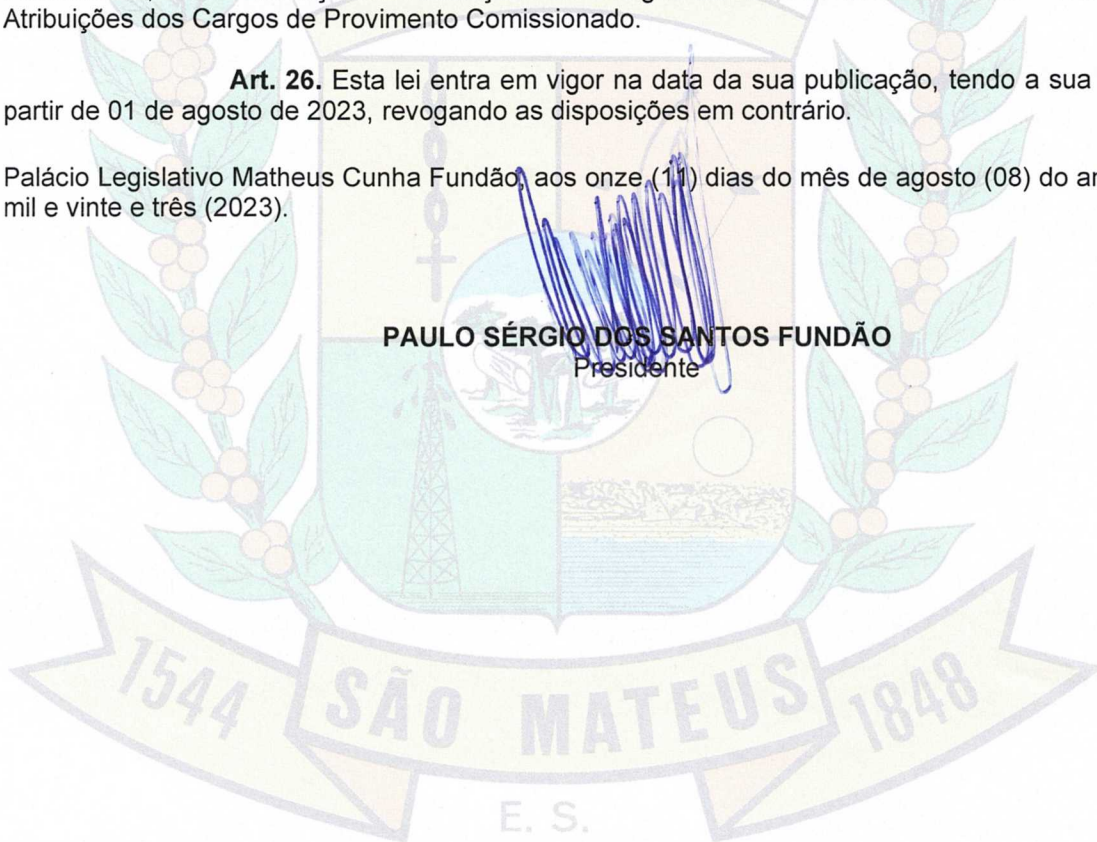 Atribuições dos Cargos de Provimento Comissionado.
Art. 26. Esta lei entra em vigor na data da sua publicação, tendo a sua
partir de 01 de agosto de 2023, revogando as disposições em contrário.
Palácio Legislativo Matheus Cunha Fundão, aos onze (11) dias do mês de agosto (08) do
mil e vinte e três (2023).
PAULO SÉRGIO DOS SANTOS FUNDÃO
Presidente
1544 SÃO MATEUS 1848
E. S.